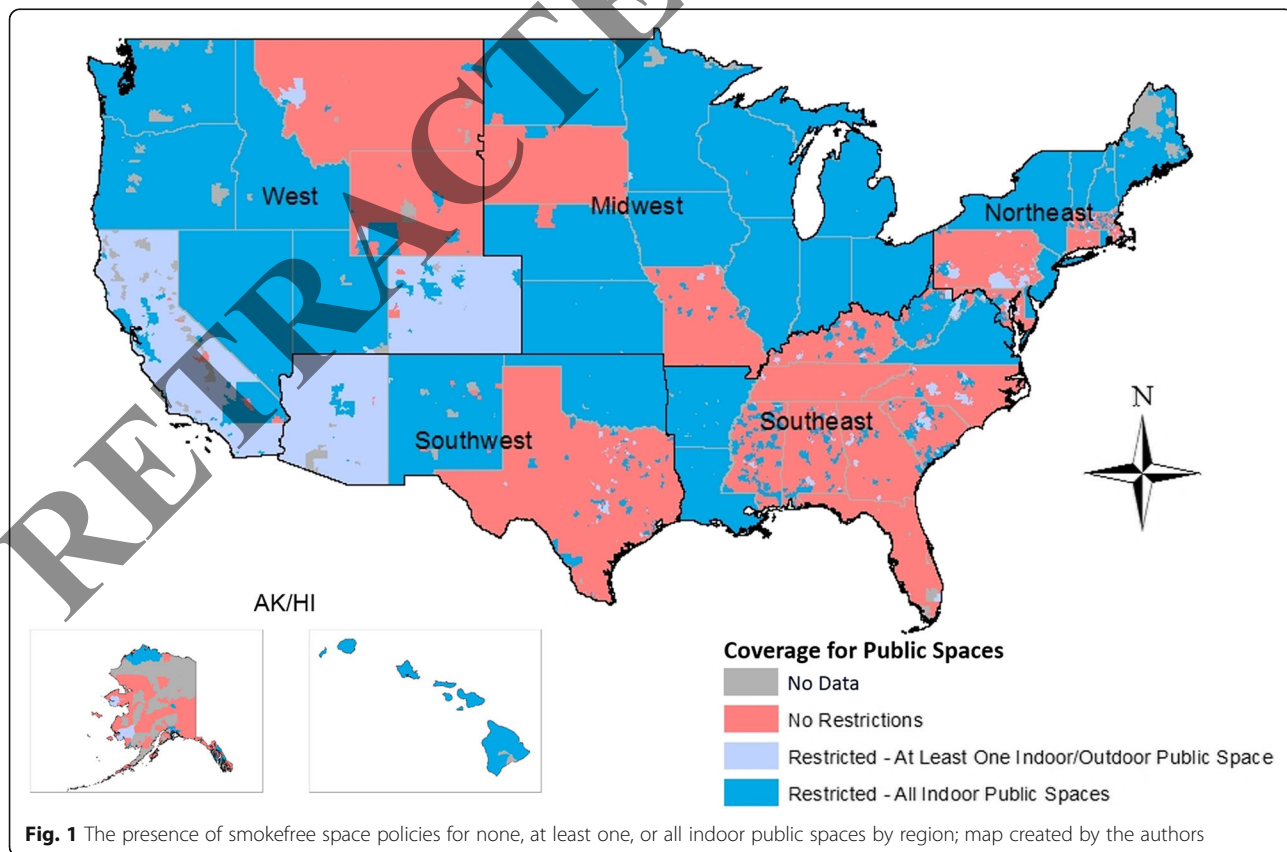 RETRACTE
West
Midwest
Northeast
Southwest
Southeast
N
AK/HI
Coverage for Public Spaces
No Data
No Restrictions
Restricted - At Least One Indoor/Outdoor Public Space
Restricted - All Indoor Public Spaces
Fig. 1 The presence of smokefree space policies for none, at least one, or all indoor public spaces by region; map created by the authors